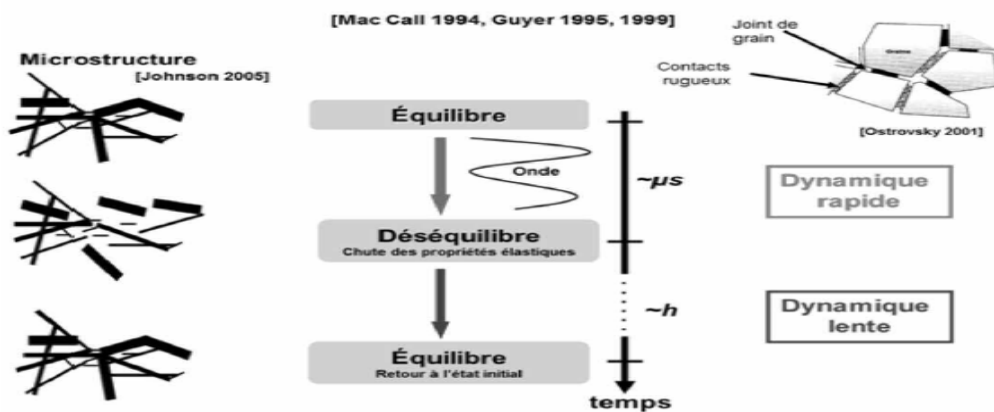 [Mac Call 1994, Guyer 1995, 1999]
Microstructure
[Johnson 2005]
Joint de
grain
Contacts
rugueux
Grains
[Ostrovsky 2001]
Équilibre
Onde
~µs
Dynamique
rapide
Déséquilibre
Chute des propriétés élastiques
~h
Dynamique
lente
Équilibre
Retour à l'état initial
temps